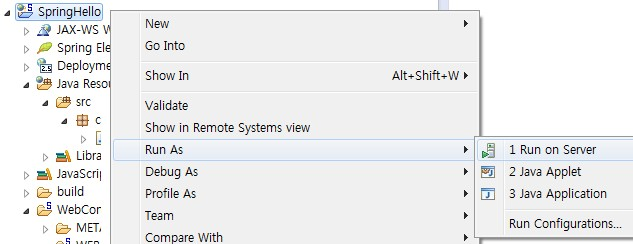 SpringHello
JAX-WS W
Spring Ele
Deployme
Java Resou
src
c
Libra
JavaScrip
build
WebCon
META
WEB
New
Go Into
Show In Alt+Shift+W
Validate
Show in Remote Systems view
Run As
Debug As
Profile As
Team
Compare With
1 Run on Server
2 Java Applet
3 Java Application
Run Configurations...